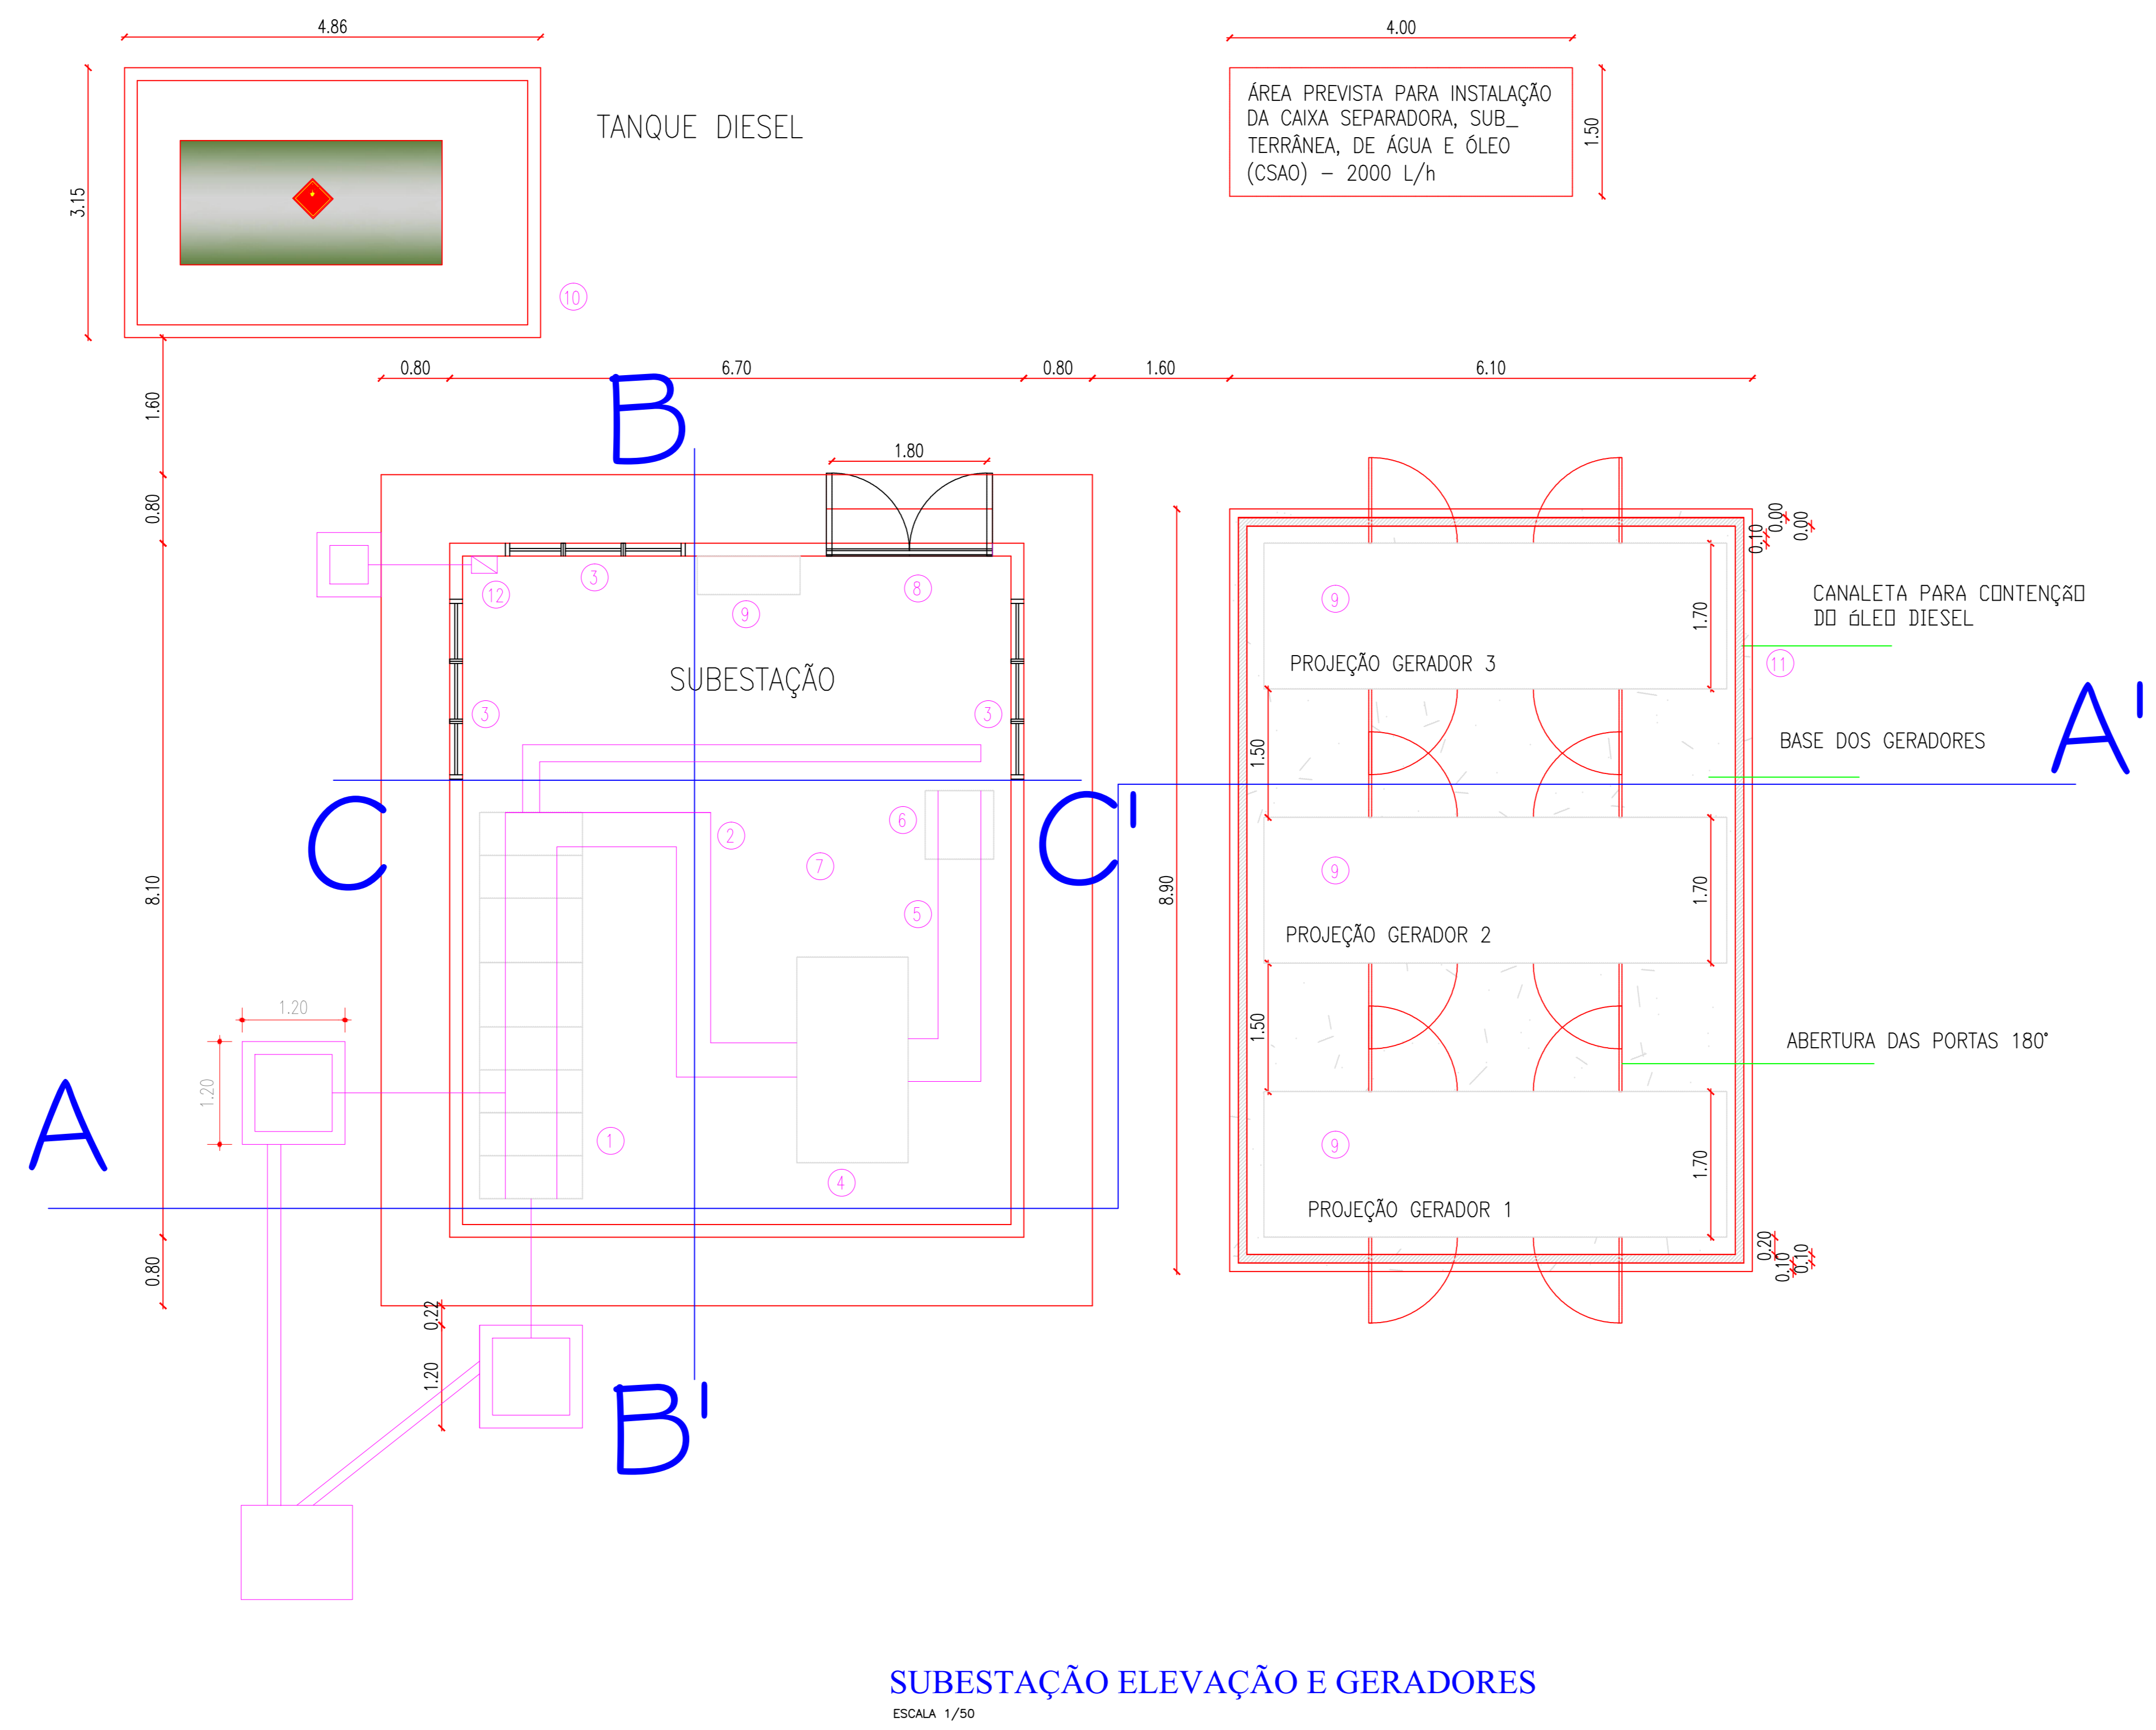 4.86
4.00
ÁREA PREVISTA PARA INSTALAÇÃO
DA CAIXA SEPARADORA, SUB_
TERRÂNEA, DE ÁGUA E ÓLEO
(CSAO) - 2000 L/h
1.50
TANQUE DIESEL
3.15
10
0.80
6.70
0.80
1.60
6.10
1.60
B
1.80
0.80
0.10
0.00
0.00
12
3
9
8
9
1.70
CANALETA PARA CONTENÇÃO
DO ÓLEO DIESEL
PROJEÇÃO GERADOR 3
11
SUBESTAÇÃO
3
3
A'
1.50
BASE DOS GERADORES
C
C'
2
6
7
9
8.10
8.90
1.70
5
PROJEÇÃO GERADOR 2
1.20
1.50
ABERTURA DAS PORTAS 180°
1.20
A
1
9
1.70
4
PROJEÇÃO GERADOR 1
0.80
0.20
0.10
0.10
0.22
1.20
B'
SUBESTAÇÃO ELEVAÇÃO E GERADORES
ESCALA 1/50